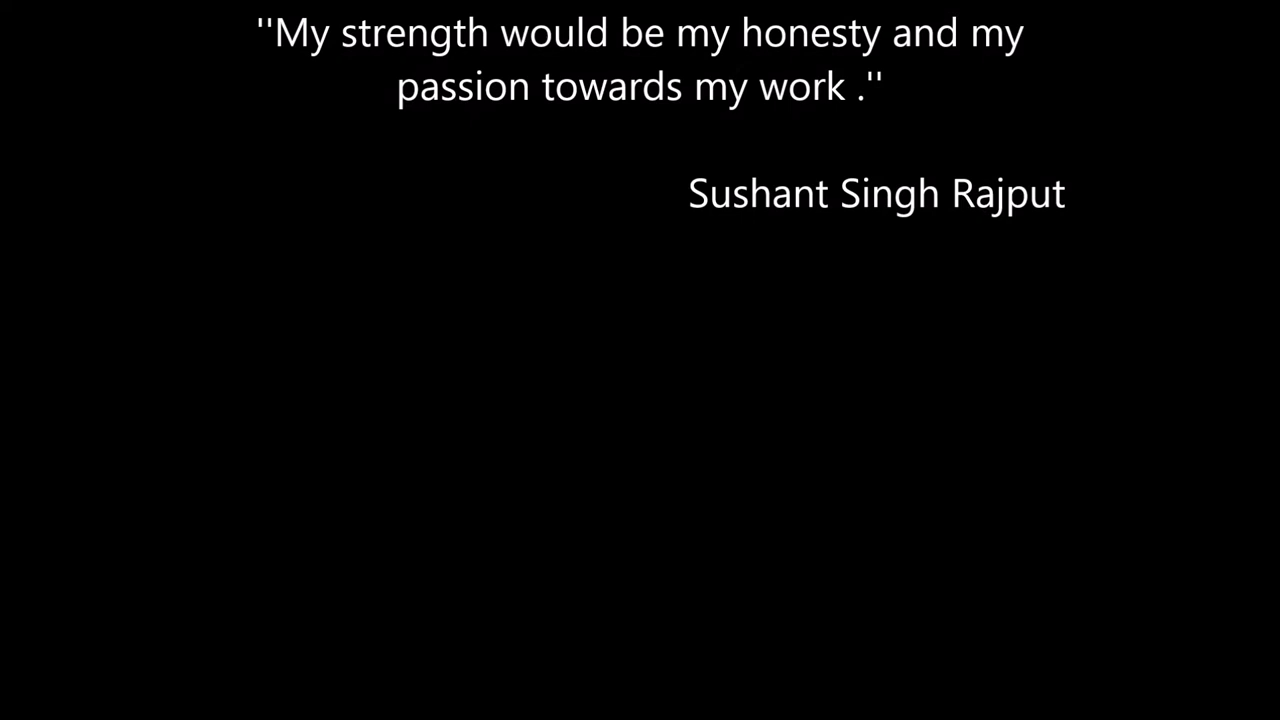 ''My strength would be my honesty and my
passion towards my work .''
Sushant Singh Rajput